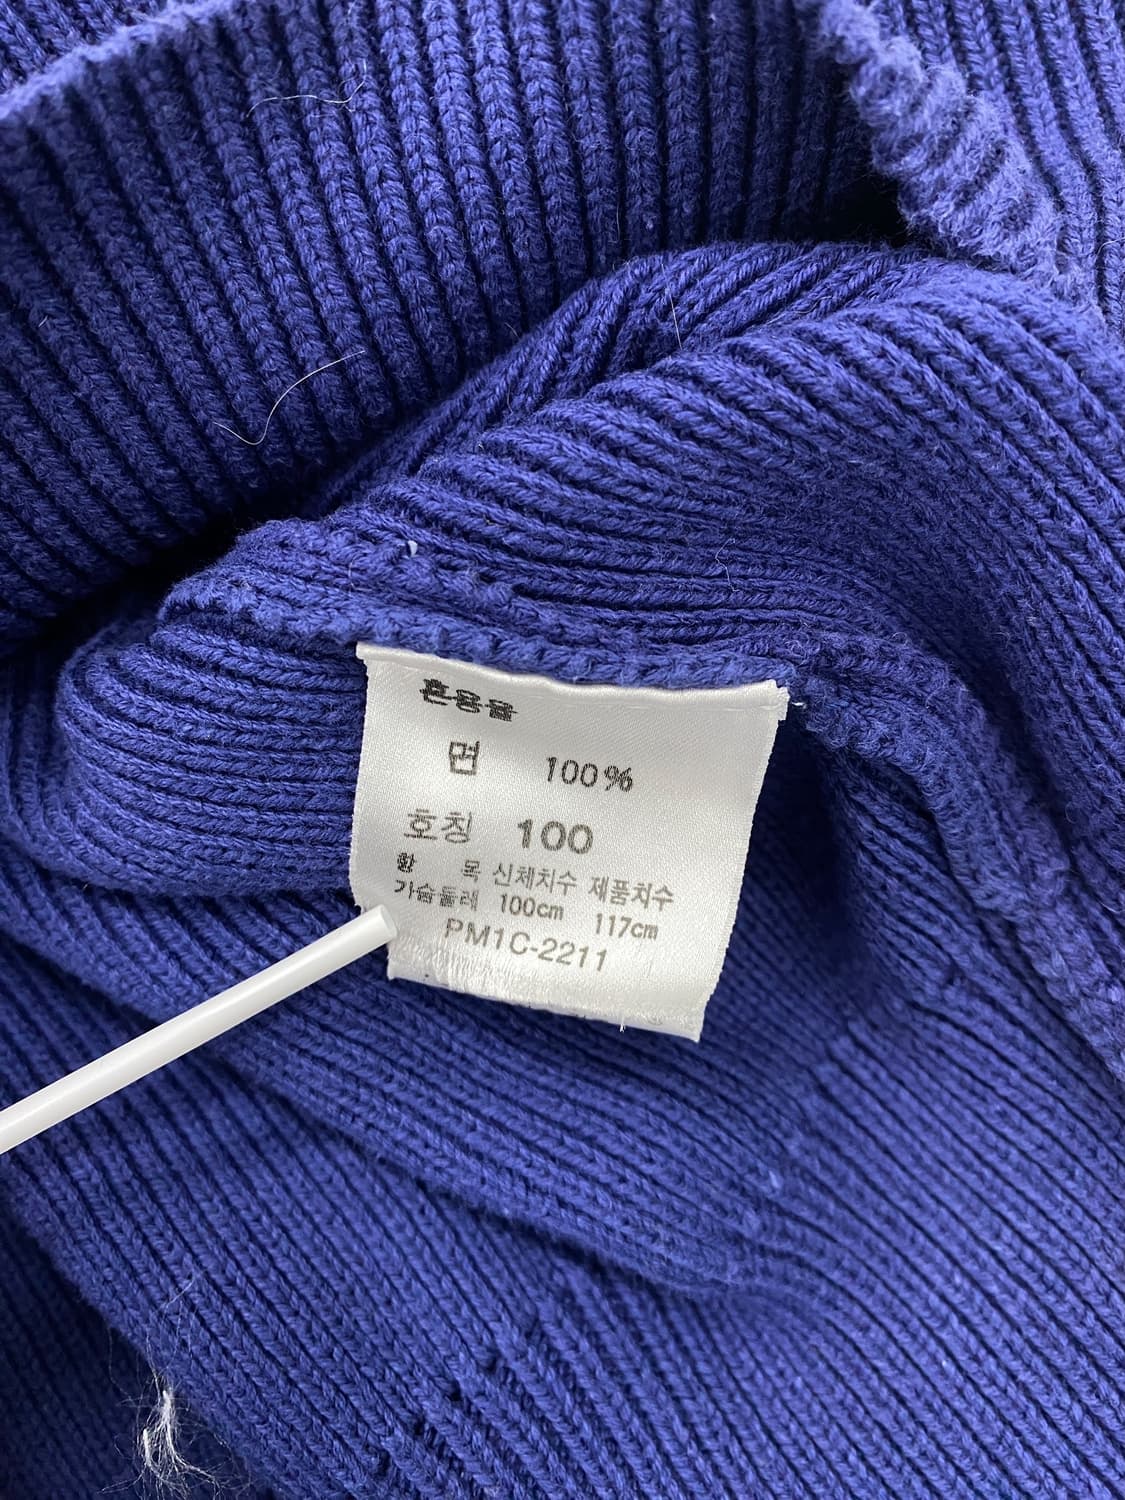 혼용율
면 100%
호칭 100
항 목 신체치수 제품치수
가슴둘레 100cm 117cm
PM1C-2211